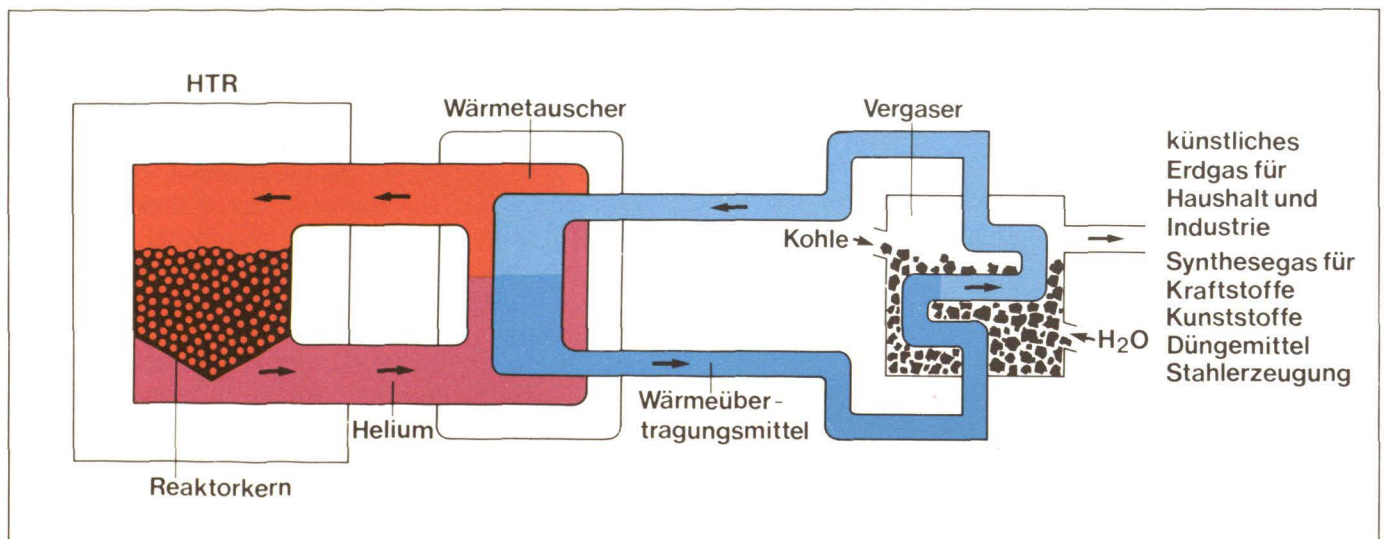 HTR
Wärmetauscher
Vergaser
künstliches
Erdgas für
Haushalt und
Industrie
Kohle
Synthesegas für
Kraftstoffe
Kunststoffe
Düngemittel
Stahlerzeugung
H₂O
Wärmeüber-
tragungsmittel
Helium
Reaktorkern